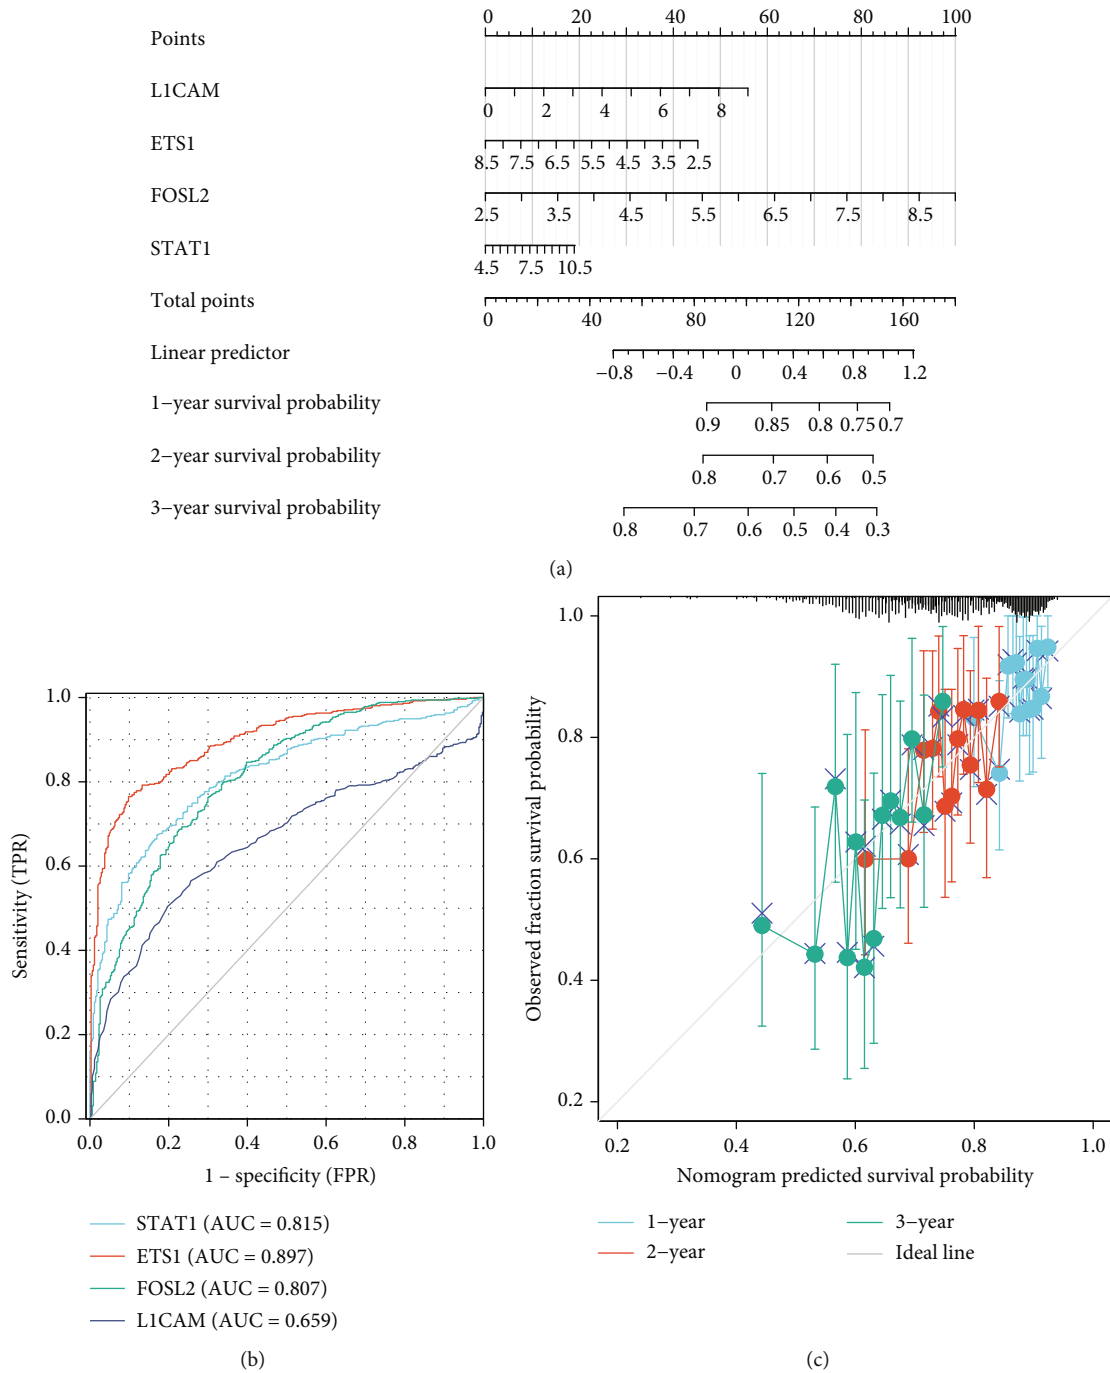 0 20 40 60 80 100
Points
L1CAM
0 2 4 6 8
ETS1
8.5 7.5 6.5 5.5 4.5 3.5 2.5
FOSL2
2.5 3.5 4.5 5.5 6.5 7.5 8.5
STAT1
4.5 7.5 10.5
Total points
0 40 80 120 160
Linear predictor
−0.8 −0.4 0 0.4 0.8 1.2
1−year survival probability
0.9 0.85 0.8 0.75 0.7
2−year survival probability
0.8 0.7 0.6 0.5
3−year survival probability
0.8 0.7 0.6 0.5 0.4 0.3
(a)
Sensitivity (TPR)
1.0
0.8
0.6
0.4
0.2
0.0
0.0 0.2 0.4 0.6 0.8 1.0
1 – specificity (FPR)
STAT1 (AUC = 0.815)
ETS1 (AUC = 0.897)
FOSL2 (AUC = 0.807)
L1CAM (AUC = 0.659)
(b)
Observed fraction survival probability
1.0
0.8
0.6
0.4
0.2
0.2 0.4 0.6 0.8 1.0
Nomogram predicted survival probability
1−year
2−year
3−year
Ideal line
(c)